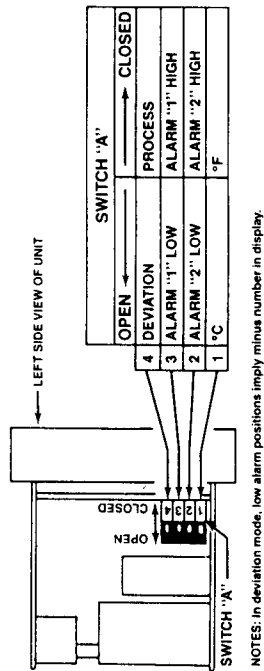 LEFT SIDE VIEW OF UNIT
OPEN CLOSED
4
3
2
1
SWITCH "A"
SWITCH "A"
OPEN CLOSED
4 DEVIATION PROCESS
3 ALARM "1" LOW ALARM "1" HIGH
2 ALARM "2" LOW ALARM "2" HIGH
1 °C °F
NOTES: In deviation mode, low alarm positions imply minus number in display.